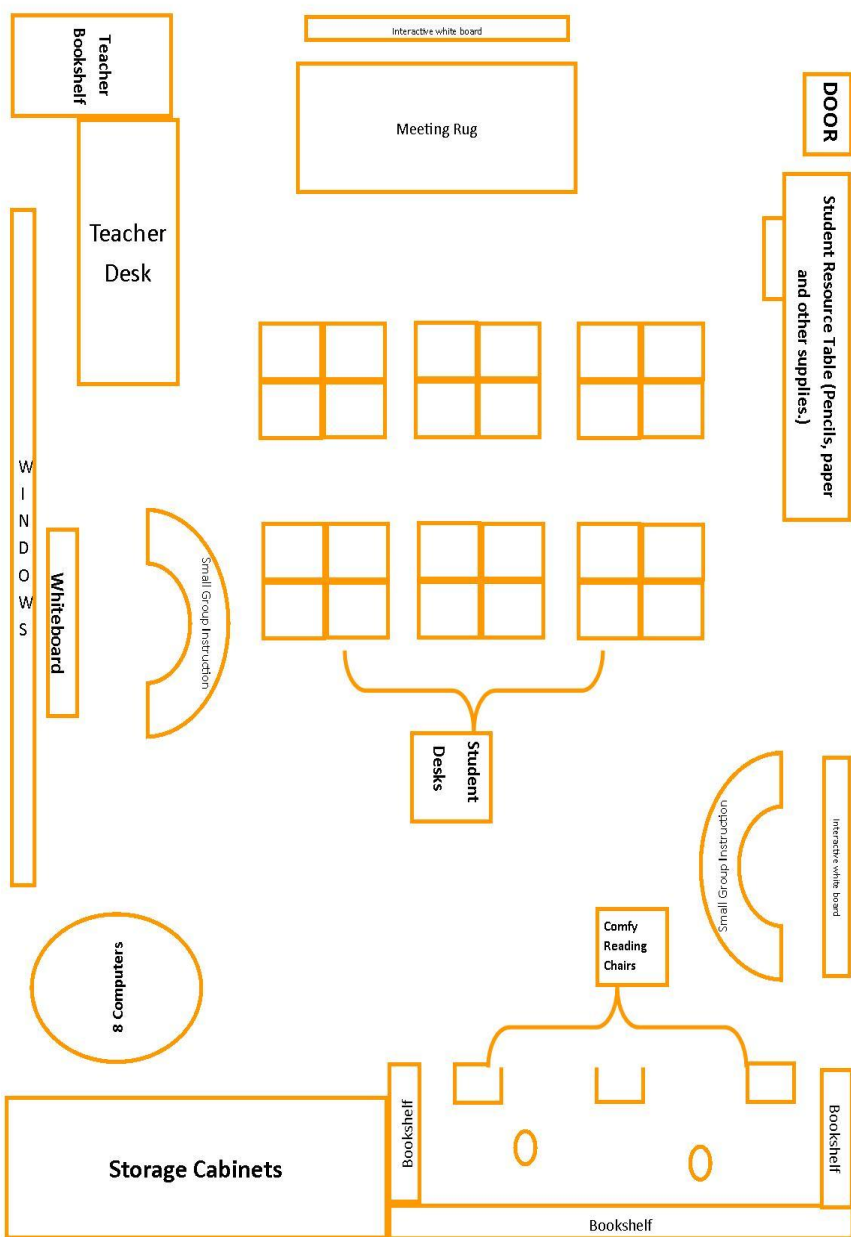 Teacher
Bookshelf
Interactive white board
Meeting Rug
DOOR
Teacher
Desk
Student Resource Table (Pencils, paper
and other supplies.)
WINDOWS
Whiteboard
Small Group Instruction
Student
Desks
Small Group Instruction
Interactive white board
Comfy
Reading
Chairs
8 Computers
Storage Cabinets
Bookshelf
Bookshelf
Bookshelf